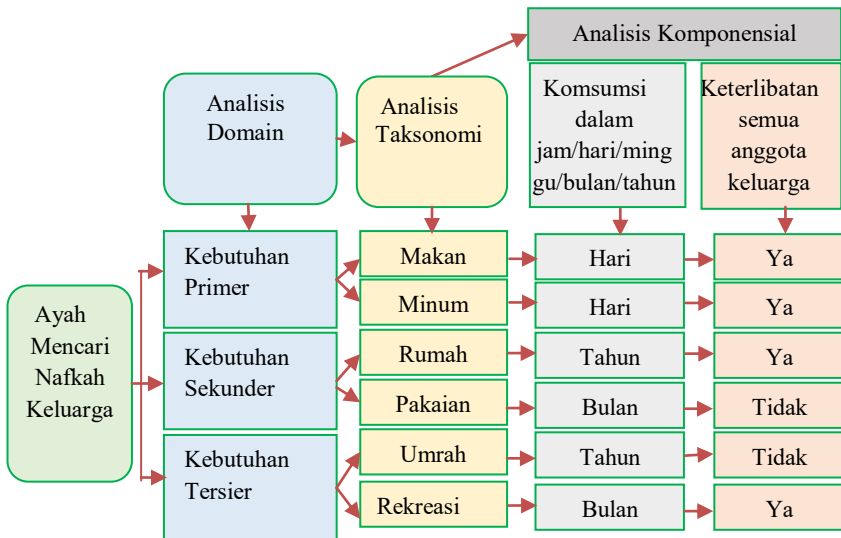 Analisis Komponensial
Analisis
Domain
Analisis
Taksonomi
Komsumsi
dalam
jam/hari/ming
gu/bulan/tahun
Keterlibatan
semua
anggota
keluarga
Ayah
Mencari
Nafkah
Keluarga
Kebutuhan
Primer
Makan
Hari
Ya
Minum
Hari
Ya
Kebutuhan
Sekunder
Rumah
Tahun
Ya
Pakaian
Bulan
Tidak
Kebutuhan
Tersier
Umrah
Tahun
Tidak
Rekreasi
Bulan
Ya